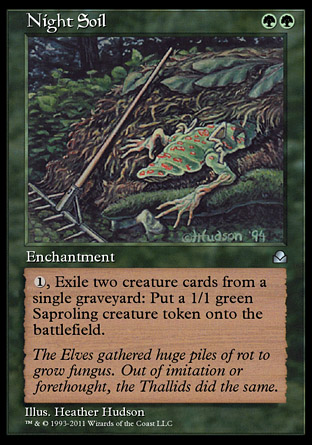 Night Soil
©HHudson '94
Enchantment
1, Exile two creature cards from a
single graveyard: Put a 1/1 green
Saproling creature token onto the
battlefield.
The Elves gathered huge piles of rot to
grow fungus. Out of imitation or
forethought, the Thallids did the same.
Illus. Heather Hudson
™ & © 1993-2011 Wizards of the Coast LLC